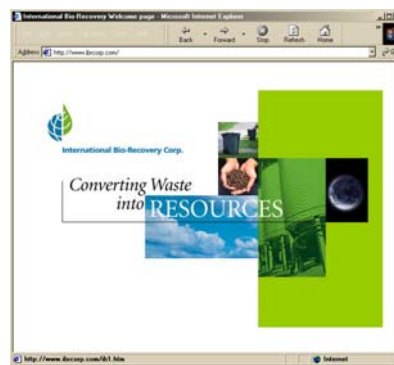 International Bio-Recovery Welcome page - Microsoft Internet Explorer
Back Forward Stop Refresh Home
Address http://www.ibrcorp.com/
International Bio-Recovery Corp.
Converting Waste
into RESOURCES
http://www.ibrcorp.com/ib1.htm Internet